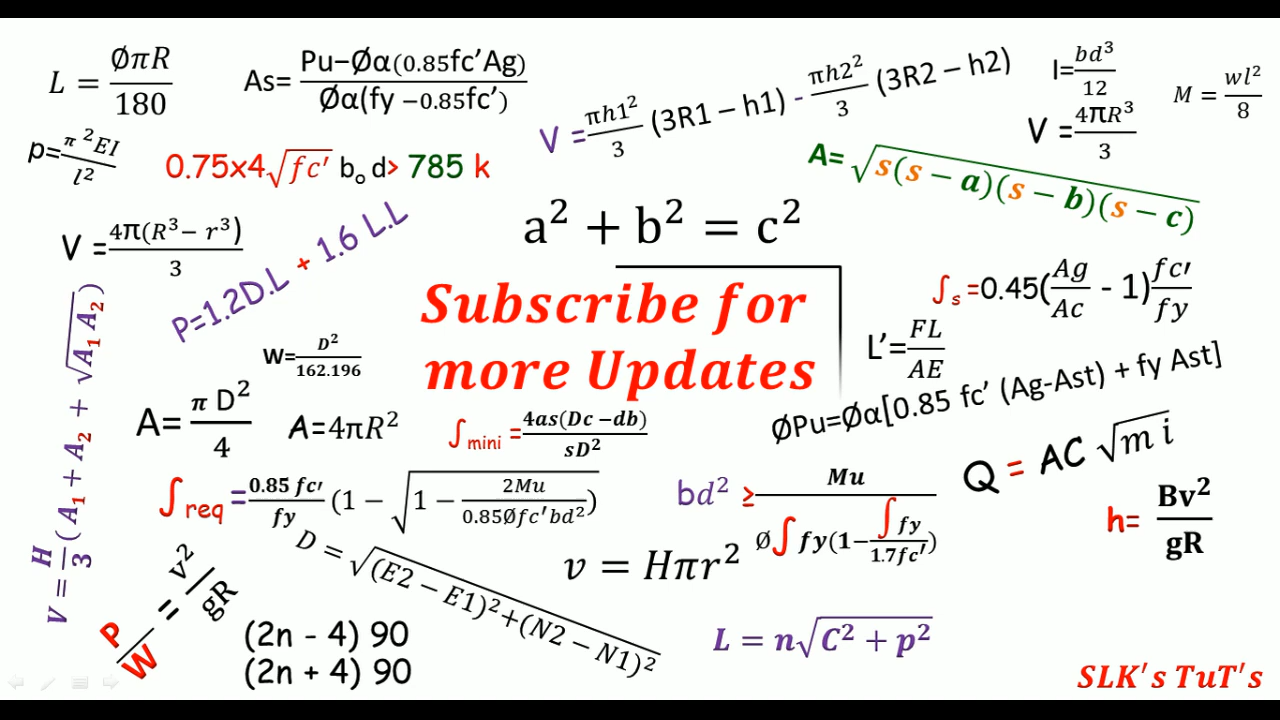 L = ∅πR/180
As= Pu−Øα(0.85fc′Ag)/Øα(fy −0.85fc′)
V =πh1²/3 (3R1 − h1) - πh2²/3 (3R2 − h2)
I=bd³/12
M = wl²/8
p=π²EI/l²
0.75x4√fc′ bₒ d> 785 k
V =4πR³/3
A= √s(s − a)(s − b)(s − c)
V =4π(R³− r³)/3
P=1.2D.L + 1.6 L.L
a² + b² = c²
∫s =0.45(Ag/Ac - 1)fc′/fy
Subscribe for
more Updates
L′=FL/AE
W=D²/162.196
V = H/3 (A₁ + A₂ + √A₁ A₂)
A= π D²/4
A=4πR²
∫mini =4as(Dc −db)/sD²
ØPu=Øα[0.85 fc′ (Ag-Ast) + fy Ast]
Q = AC √m i
∫req =0.85 fc′/fy (1 − √1 − 2Mu/0.85∅fc′bd²)
bd² ≥ Mu/∅∫fy(1−∫fy/1.7fc′)
h= Bv²/gR
D = √(E2 − E1)²+(N2 − N1)²
v = Hπr²
P/W = v²/gR
(2n - 4) 90
(2n + 4) 90
L = n√C² + p²
SLK′s TuT′s